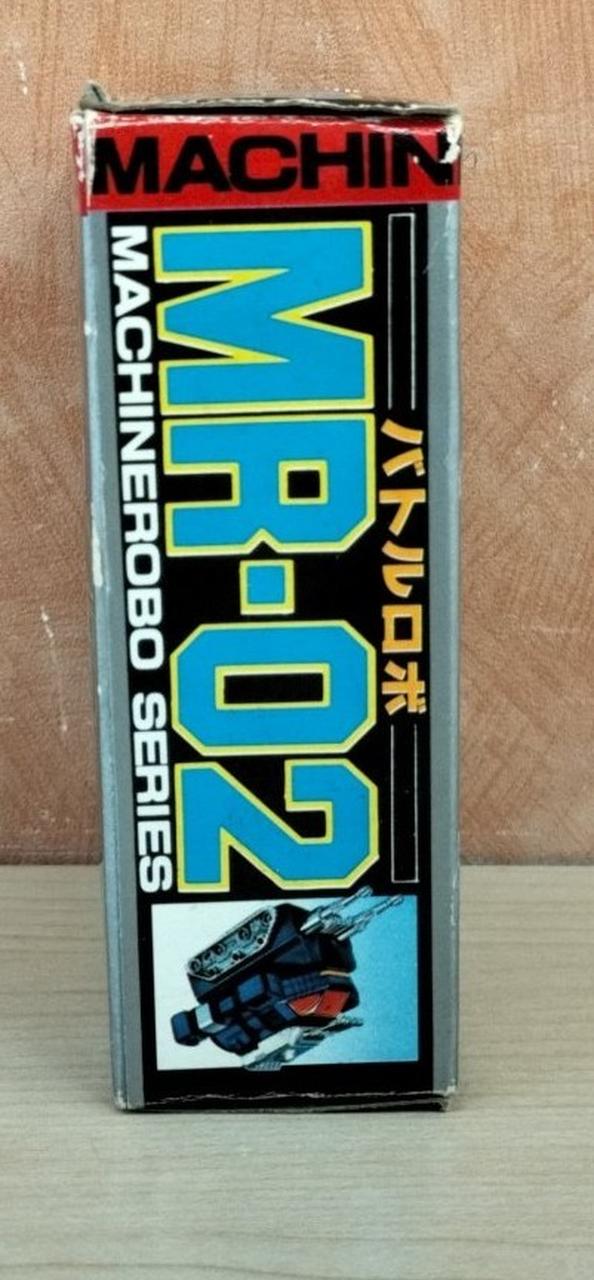 MACHIN
バトルロボ
MR-02
MACHINEROBO SERIES